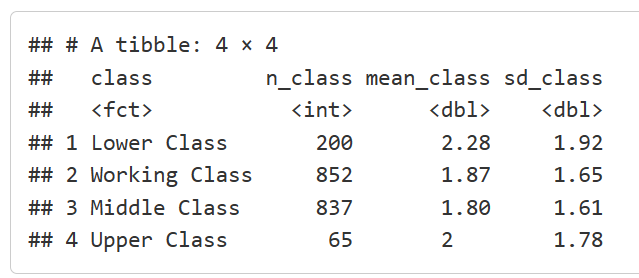 ## # A tibble: 4 × 4
##   class         n_class mean_class sd_class
##   <fct>           <int>      <dbl>    <dbl>
## 1 Lower Class       200       2.28     1.92
## 2 Working Class     852       1.87     1.65
## 3 Middle Class      837       1.80     1.61
## 4 Upper Class        65       2        1.78